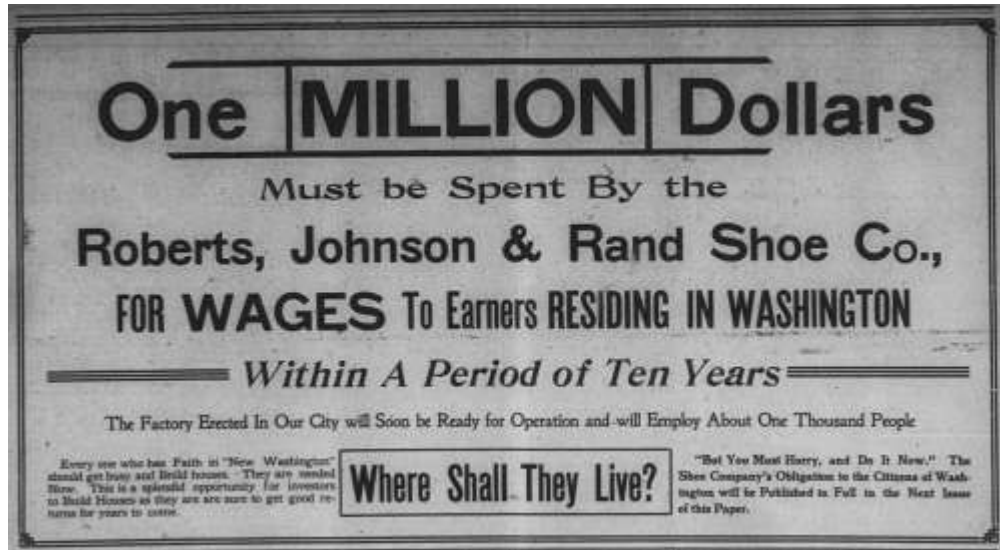 One MILLION Dollars
Must be Spent By the
Roberts, Johnson & Rand Shoe Co.,
FOR WAGES To Earners RESIDING IN WASHINGTON
Within A Period of Ten Years
The Factory Erected In Our City will Soon be Ready for Operation and will Employ About One Thousand People
Every one who has Faith in "New Washington"
should get busy and Build houses. They are needed
Now. This is a splendid opportunity for investors
to Build Houses as they are are sure to get good re-
turns for years to come.
Where Shall They Live?
"But You Must Hurry, and Do It Now." The
Shoe Company's Obligation to the Citizens of Wash-
ington will be Published in Full in the Next Issue
of this Paper.